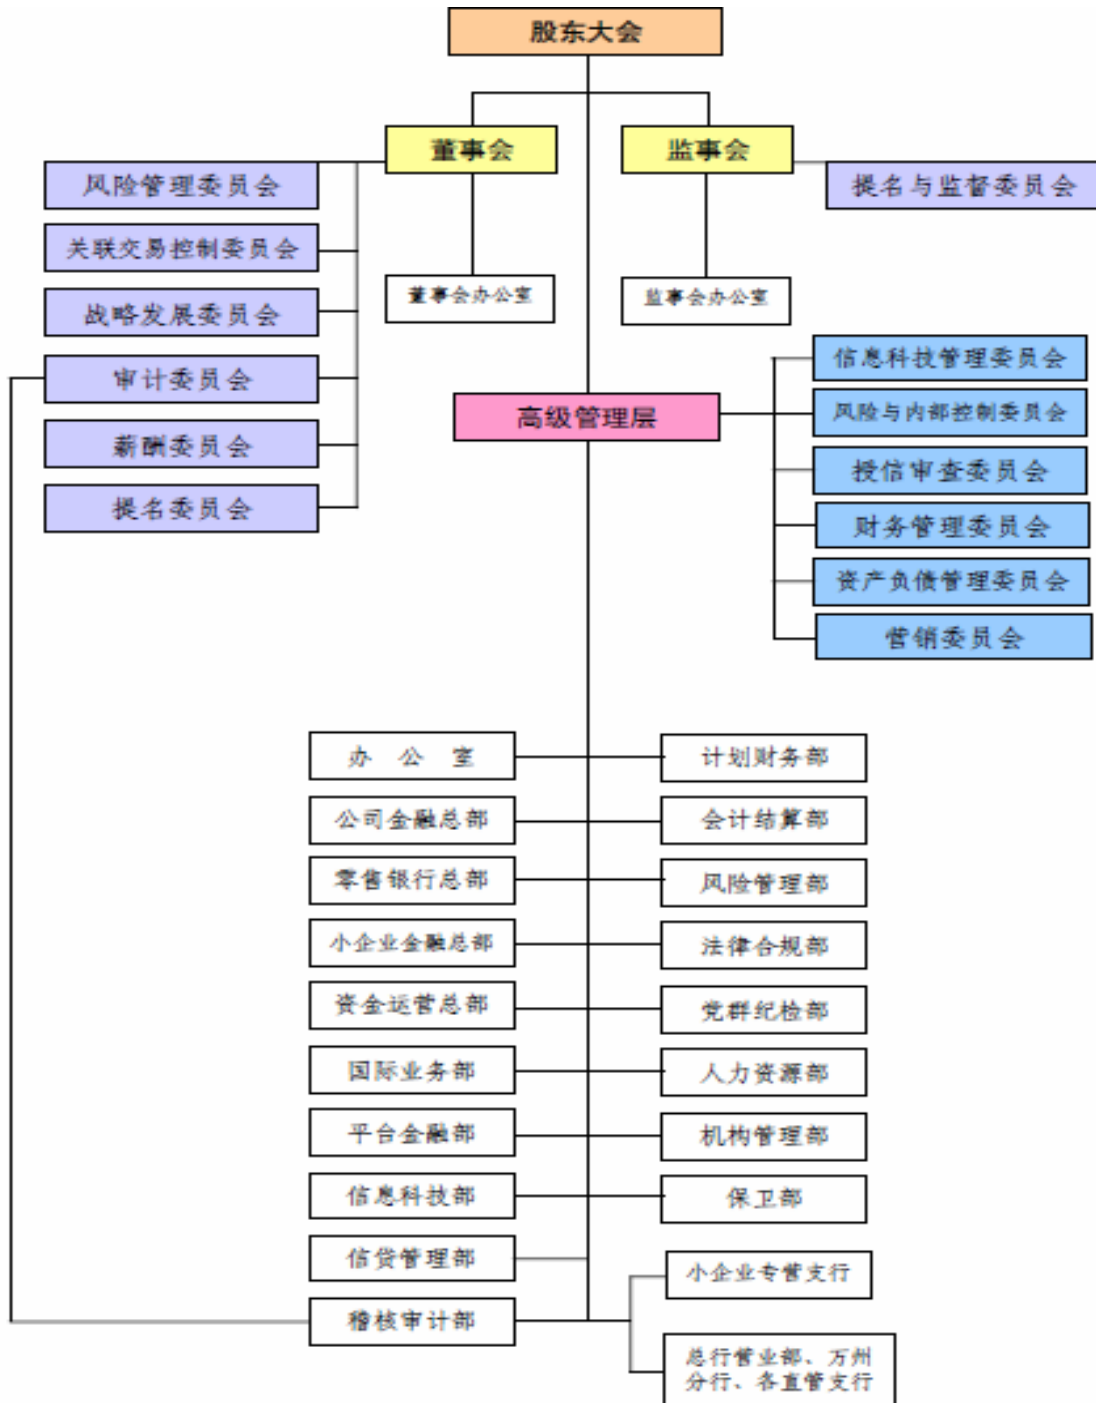 股东大会
董事会
监事会
风险管理委员会
提名与监督委员会
关联交易控制委员会
董事会办公室
监事会办公室
战略发展委员会
审计委员会
薪酬委员会
提名委员会
高级管理层
信息科技管理委员会
风险与内部控制委员会
授信审查委员会
财务管理委员会
资产负债管理委员会
营销委员会
办 公 室
计划财务部
公司金融总部
会计结算部
零售银行总部
风险管理部
小企业金融总部
法律合规部
资金运营总部
党群纪检部
国际业务部
人力资源部
平台金融部
机构管理部
信息科技部
保卫部
信贷管理部
小企业专营支行
稽核审计部
总行营业部、万州
分行、各直管支行